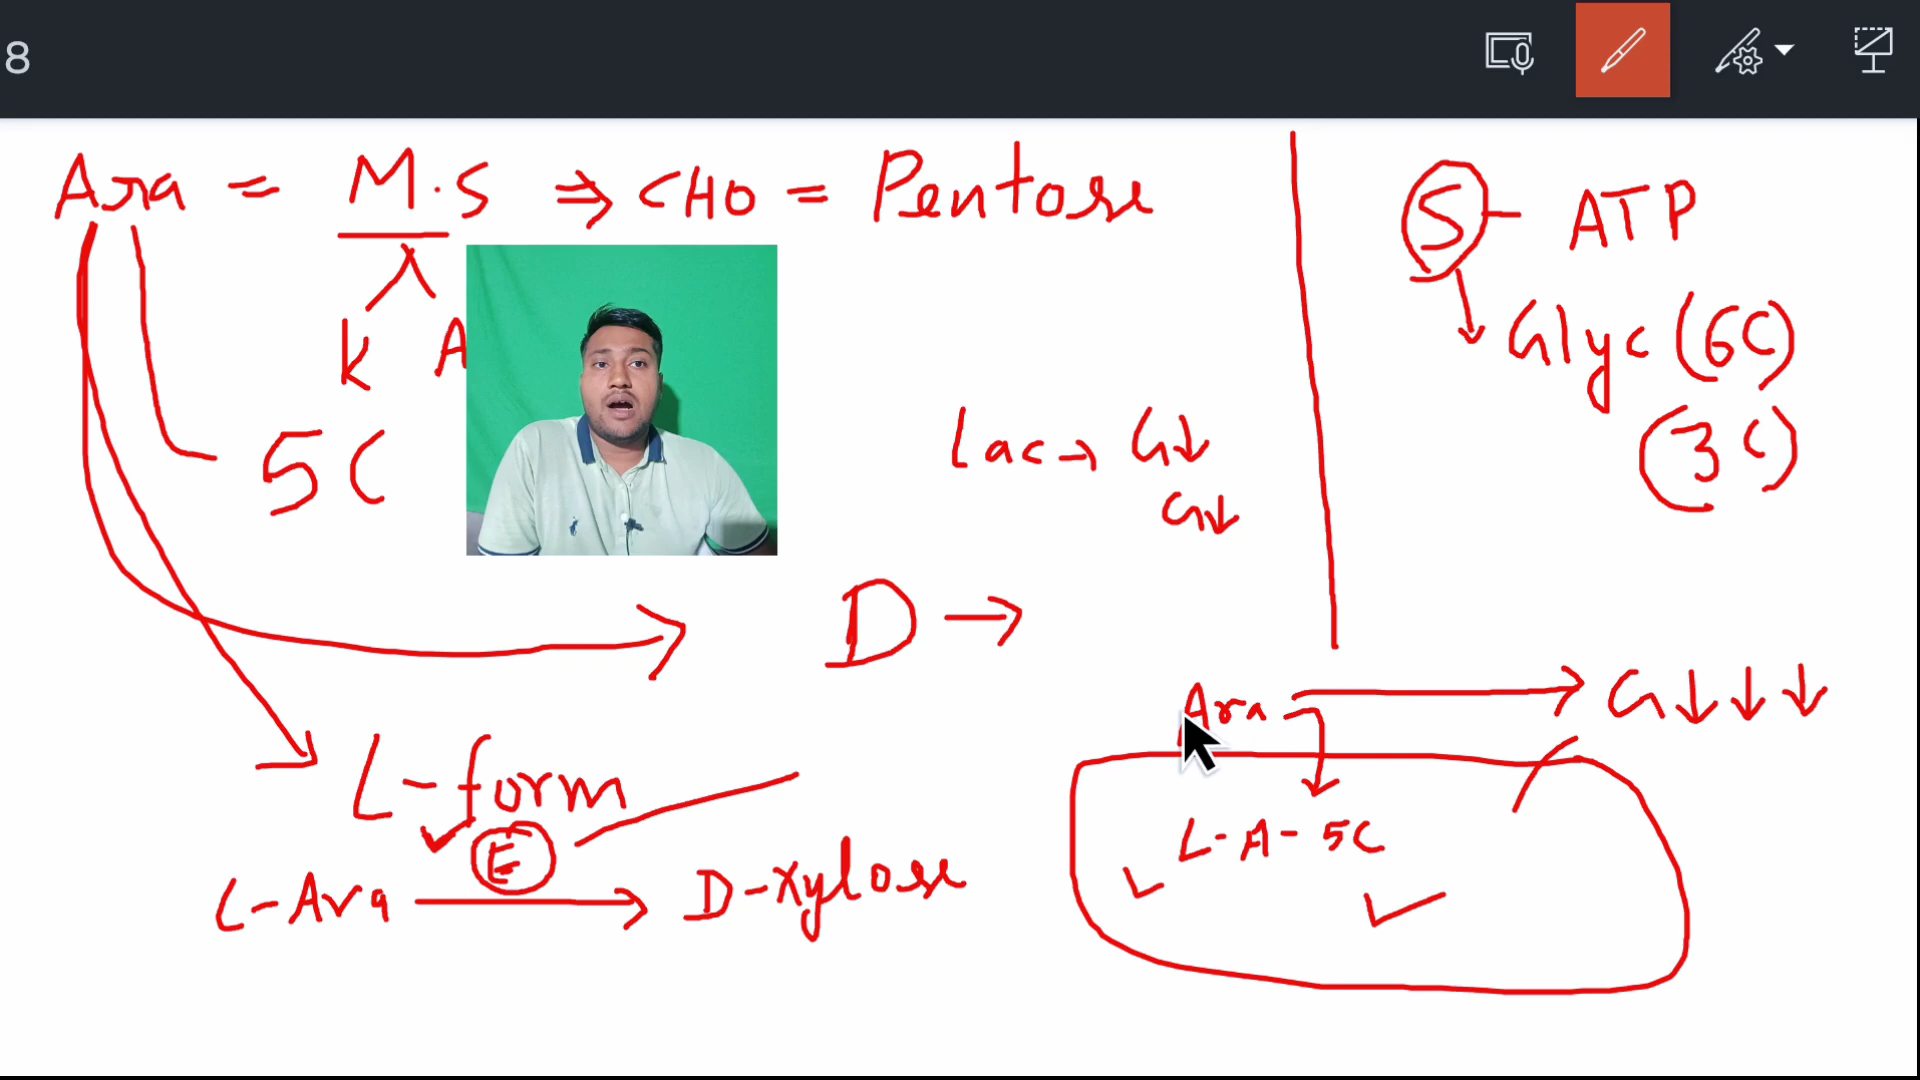 8
Ara = M.S ⇒ CHO = Pentose
K A
5C
Lac → G↓
G↓
D →
L-form
E
L-Ara → D-Xylose
S - ATP
Glyc (6C)
(3C)
Ara → G↓↓↓
L-A-5C